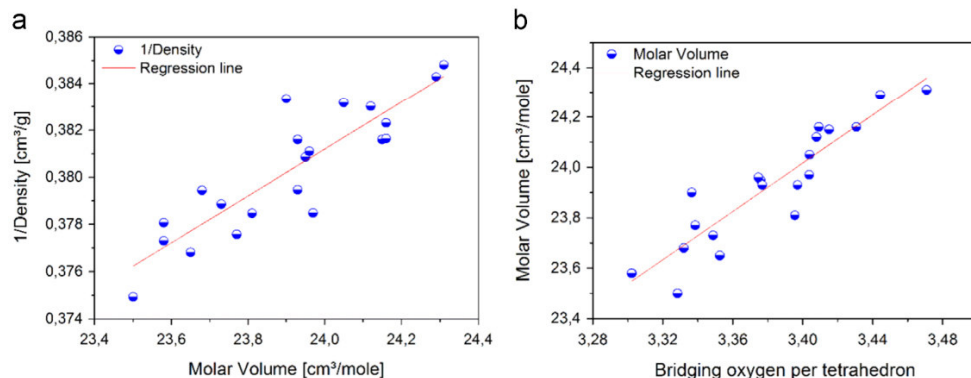 a
0,386
0,384
0,382
0,380
0,378
0,376
0,374
1/Density [cm³/g]
1/Density
Regression line
23,4 23,6 23,8 24,0 24,2 24,4
Molar Volume [cm³/mole]
b
24,4
24,2
24,0
23,8
23,6
23,4
Molar Volume [cm³/mole]
Molar Volume
Regression line
3,28 3,32 3,36 3,40 3,44 3,48
Bridging oxygen per tetrahedron